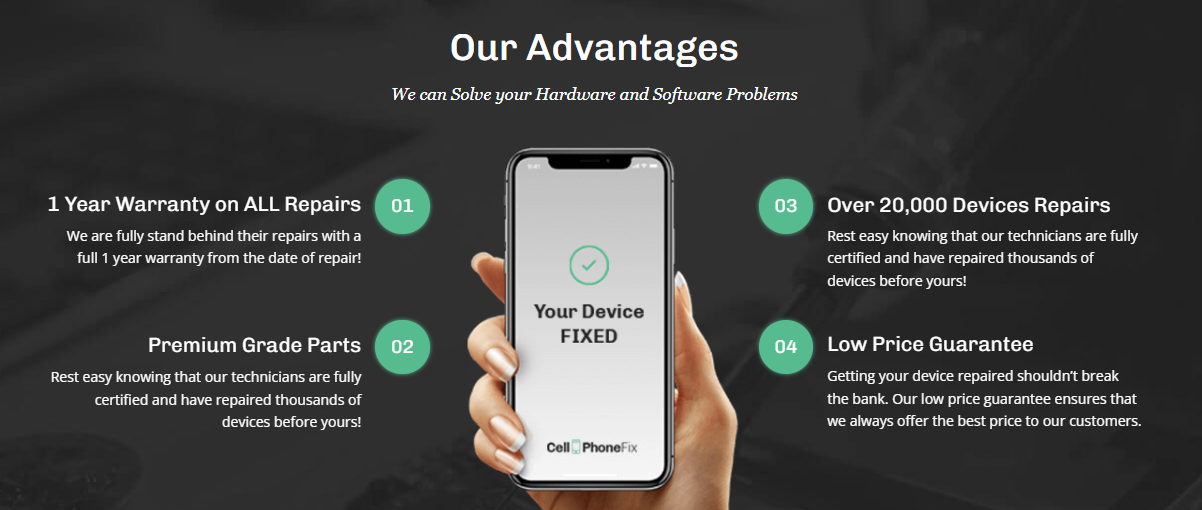 Our Advantages
We can Solve your Hardware and Software Problems
1 Year Warranty on ALL Repairs
01
We are fully stand behind their repairs with a
full 1 year warranty from the date of repair!
Premium Grade Parts
02
Rest easy knowing that our technicians are fully
certified and have repaired thousands of
devices before yours!
9:41
Your Device
FIXED
Cell PhoneFix
03
Over 20,000 Devices Repairs
Rest easy knowing that our technicians are fully
certified and have repaired thousands of
devices before yours!
04
Low Price Guarantee
Getting your device repaired shouldn’t break
the bank. Our low price guarantee ensures that
we always offer the best price to our customers.